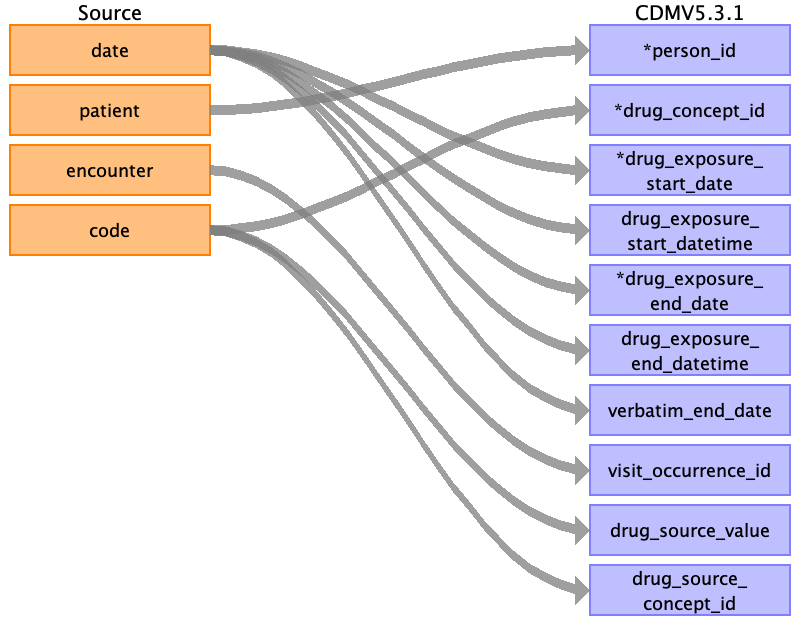 Source
CDMV5.3.1
date
*person_id
patient
*drug_concept_id
encounter
*drug_exposure_
start_date
code
drug_exposure_
start_datetime
*drug_exposure_
end_date
drug_exposure_
end_datetime
verbatim_end_date
visit_occurrence_id
drug_source_value
drug_source_
concept_id